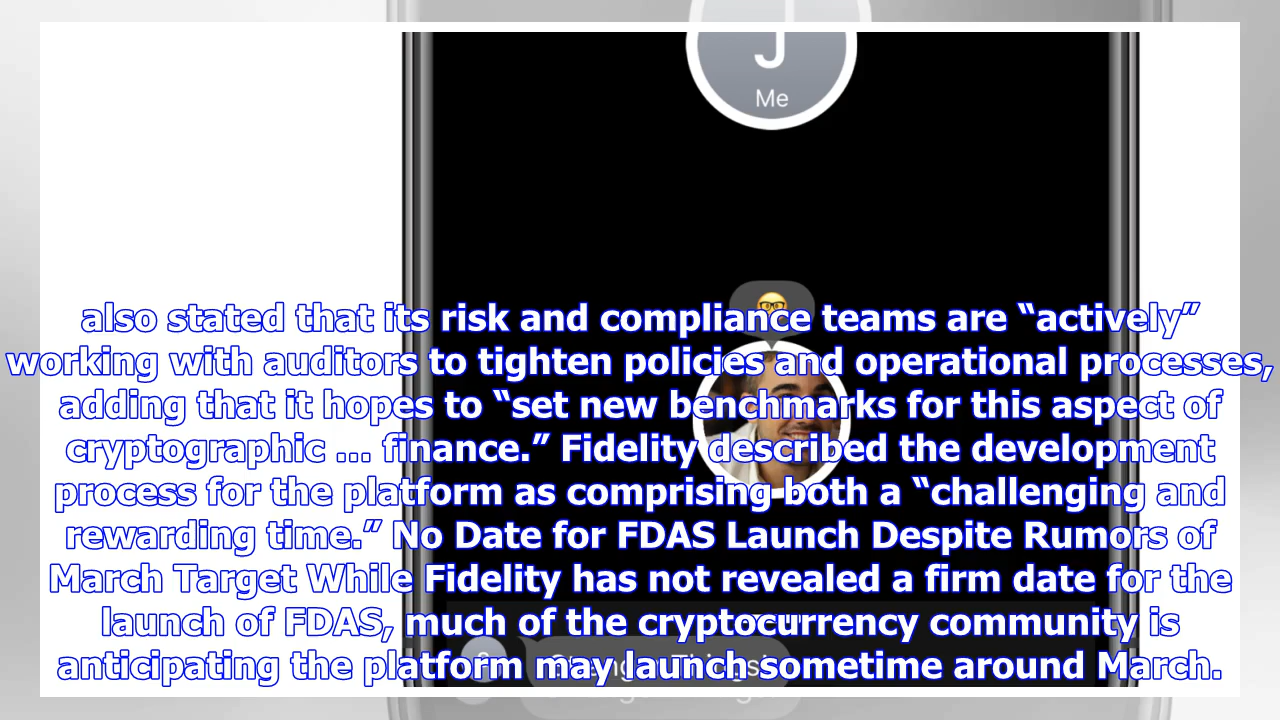 J
Me
also stated that its risk and compliance teams are “actively”
working with auditors to tighten policies and operational processes,
adding that it hopes to “set new benchmarks for this aspect of
cryptographic ... finance.” Fidelity described the development
process for the platform as comprising both a “challenging and
rewarding time.” No Date for FDAS Launch Despite Rumors of
March Target While Fidelity has not revealed a firm date for the
launch of FDAS, much of the cryptocurrency community is
anticipating the platform may launch sometime around March.